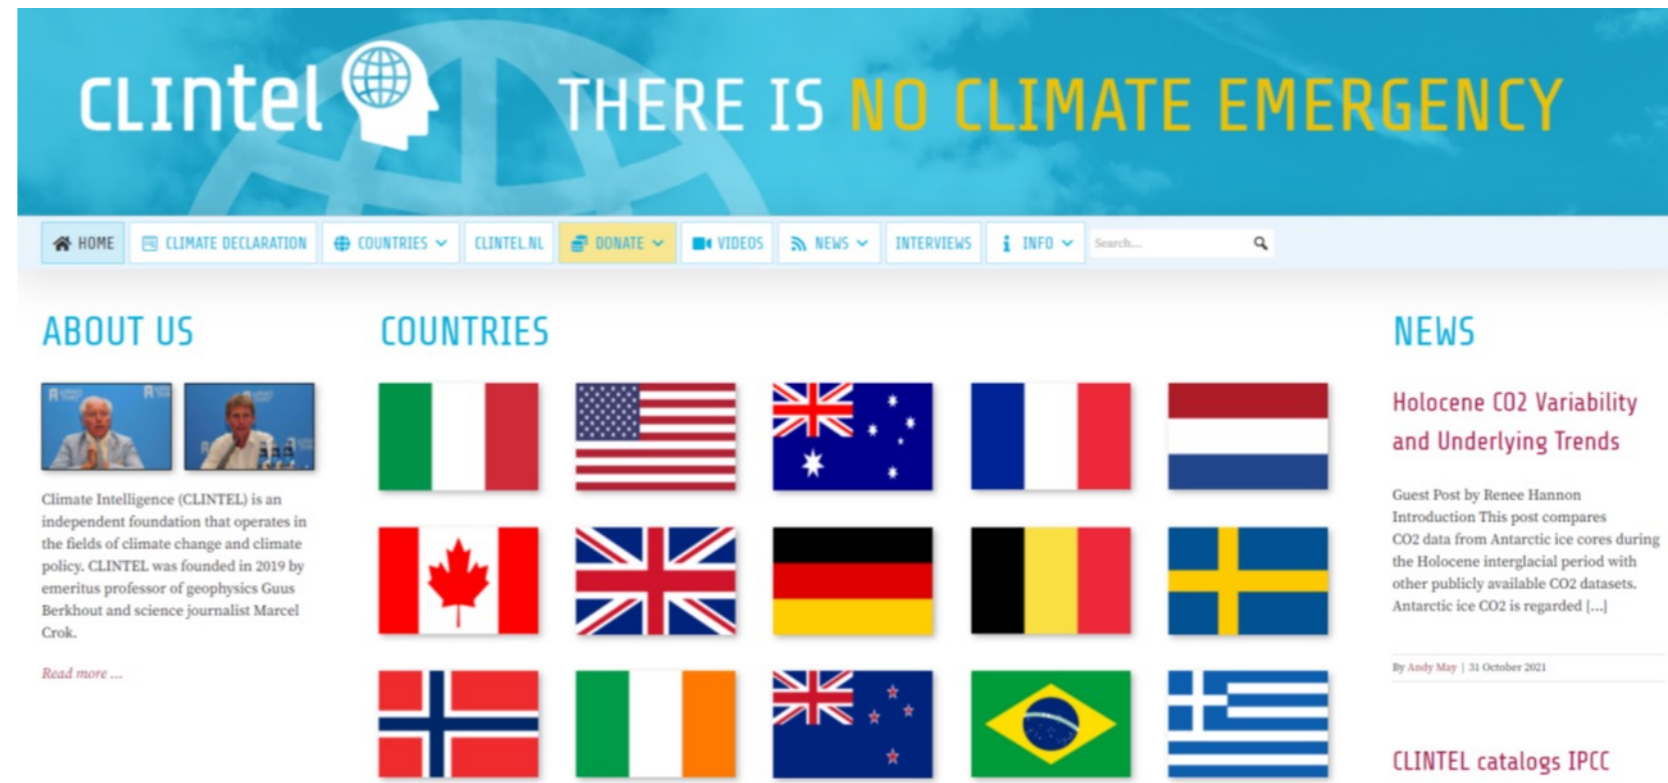 CLIntel
THERE IS NO CLIMATE EMERGENCY
HOME
CLIMATE DECLARATION
COUNTRIES
CLINTEL.NL
DONATE
VIDEOS
NEWS
INTERVIEWS
INFO
Search...
ABOUT US
Climate Intelligence (CLINTEL) is an
independent foundation that operates in
the fields of climate change and climate
policy. CLINTEL was founded in 2019 by
emeritus professor of geophysics Guus
Berkhout and science journalist Marcel
Crok.
Read more ...
COUNTRIES
NEWS
Holocene CO2 Variability
and Underlying Trends
Guest Post by Renee Hannon
Introduction This post compares
CO2 data from Antarctic ice cores during
the Holocene interglacial period with
other publicly available CO2 datasets.
Antarctic ice CO2 is regarded [...]
By Andy May | 31 October 2021
CLINTEL catalogs IPCC